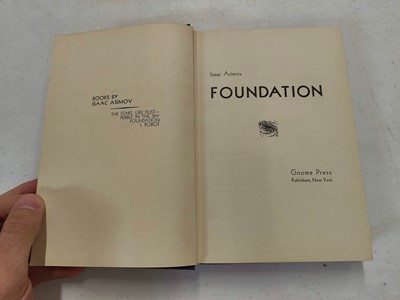 BOOKS BY
ISAAC ASIMOV
THE STARS, LIKE DUST—
PEBBLE IN THE SKY
FOUNDATION
I, ROBOT
Isaac Asimov
FOUNDATION
Gnome Press
Publishers, New York